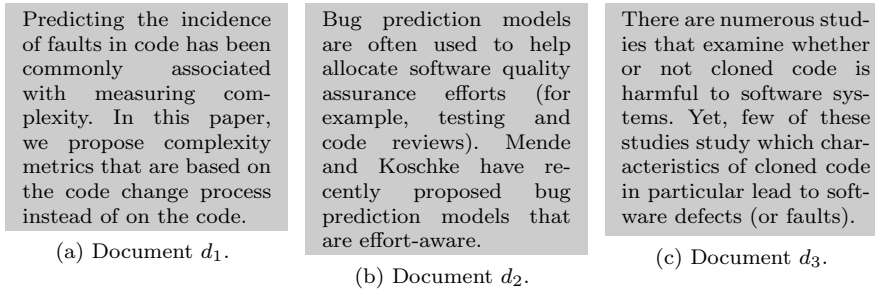 Predicting the incidence
of faults in code has been
commonly associated
with measuring com-
plexity. In this paper,
we propose complexity
metrics that are based on
the code change process
instead of on the code.
(a) Document d1.
Bug prediction models
are often used to help
allocate software quality
assurance efforts (for
example, testing and
code reviews). Mende
and Koschke have re-
cently proposed bug
prediction models that
are effort-aware.
(b) Document d2.
There are numerous stud-
ies that examine whether
or not cloned code is
harmful to software sys-
tems. Yet, few of these
studies study which char-
acteristics of cloned code
in particular lead to soft-
ware defects (or faults).
(c) Document d3.